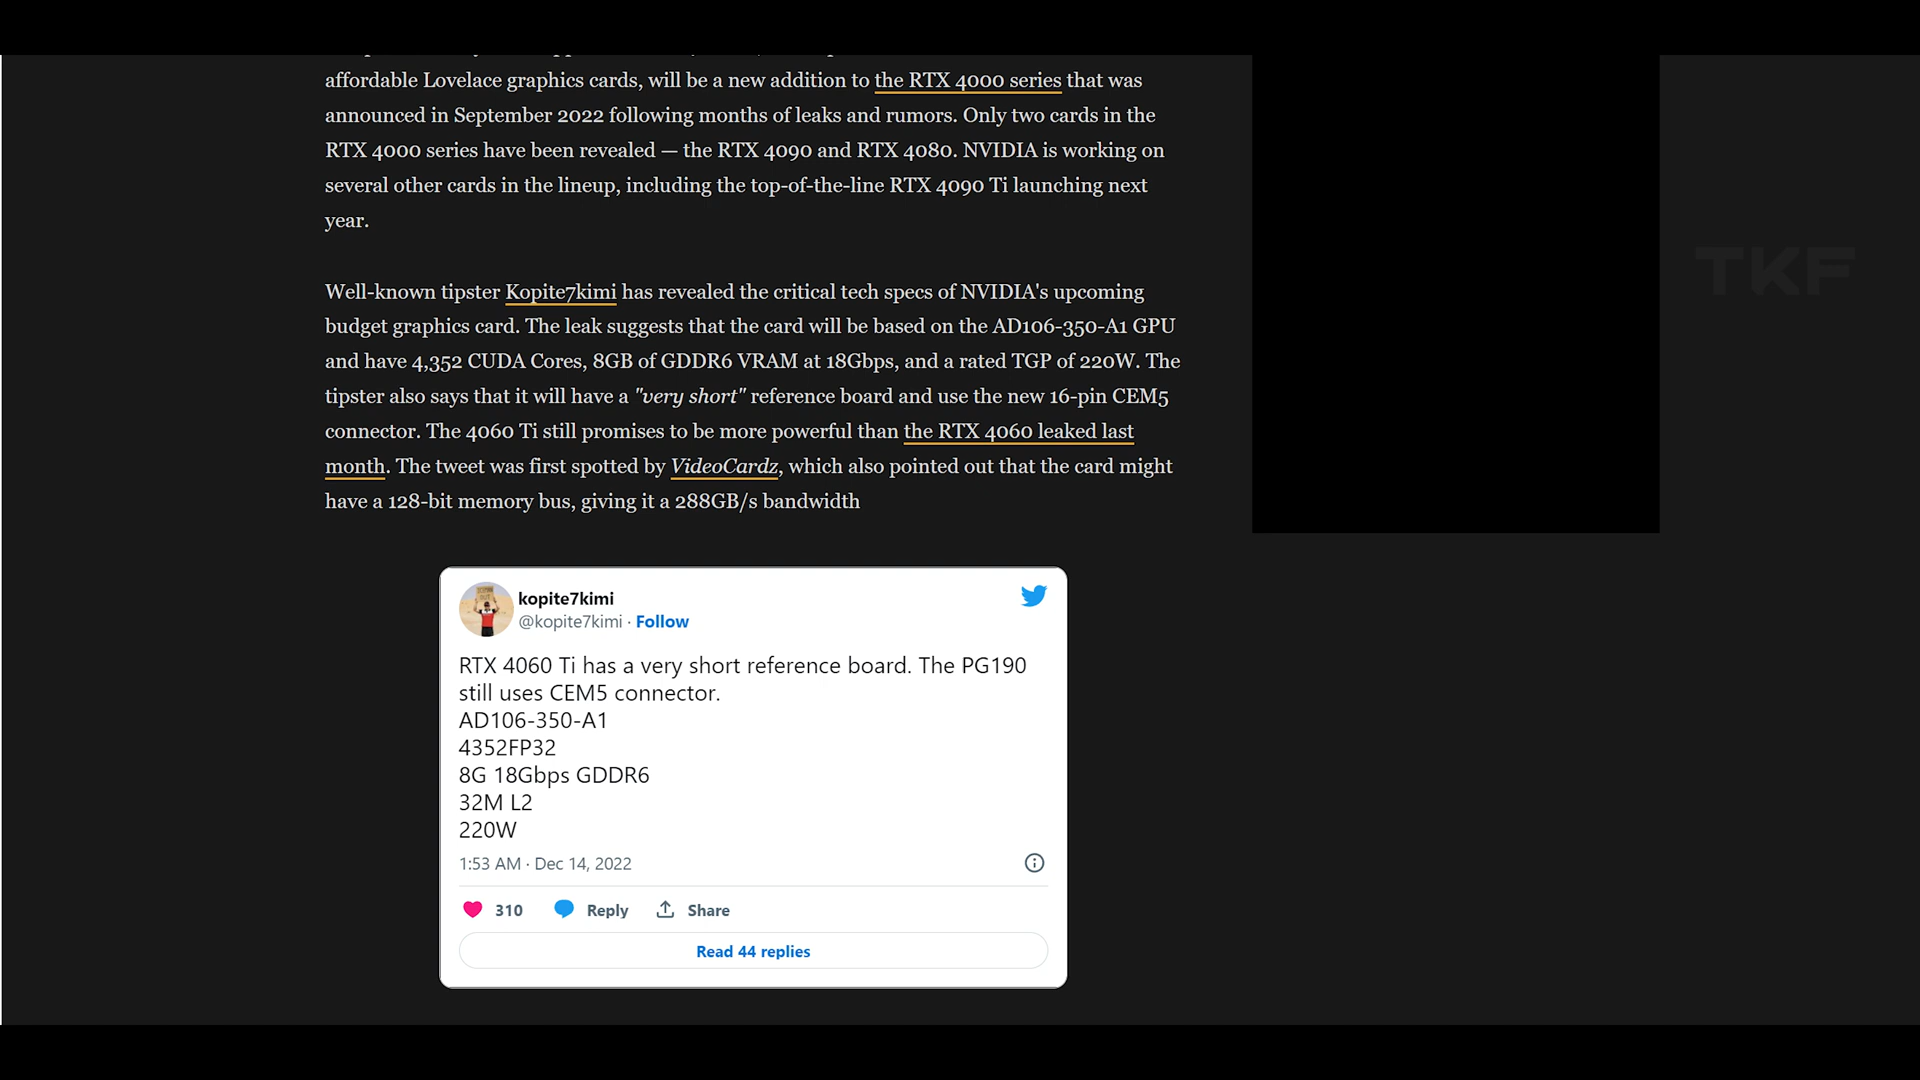 affordable Lovelace graphics cards, will be a new addition to the RTX 4000 series that was
announced in September 2022 following months of leaks and rumors. Only two cards in the
RTX 4000 series have been revealed — the RTX 4090 and RTX 4080. NVIDIA is working on
several other cards in the lineup, including the top-of-the-line RTX 4090 Ti launching next
year.
TKF
Well-known tipster Kopite7kimi has revealed the critical tech specs of NVIDIA's upcoming
budget graphics card. The leak suggests that the card will be based on the AD106-350-A1 GPU
and have 4,352 CUDA Cores, 8GB of GDDR6 VRAM at 18Gbps, and a rated TGP of 220W. The
tipster also says that it will have a "very short" reference board and use the new 16-pin CEM5
connector. The 4060 Ti still promises to be more powerful than the RTX 4060 leaked last
month. The tweet was first spotted by VideoCardz, which also pointed out that the card might
have a 128-bit memory bus, giving it a 288GB/s bandwidth
kopite7kimi
@kopite7kimi · Follow
RTX 4060 Ti has a very short reference board. The PG190
still uses CEM5 connector.
AD106-350-A1
4352FP32
8G 18Gbps GDDR6
32M L2
220W
1:53 AM · Dec 14, 2022
310 Reply Share
Read 44 replies